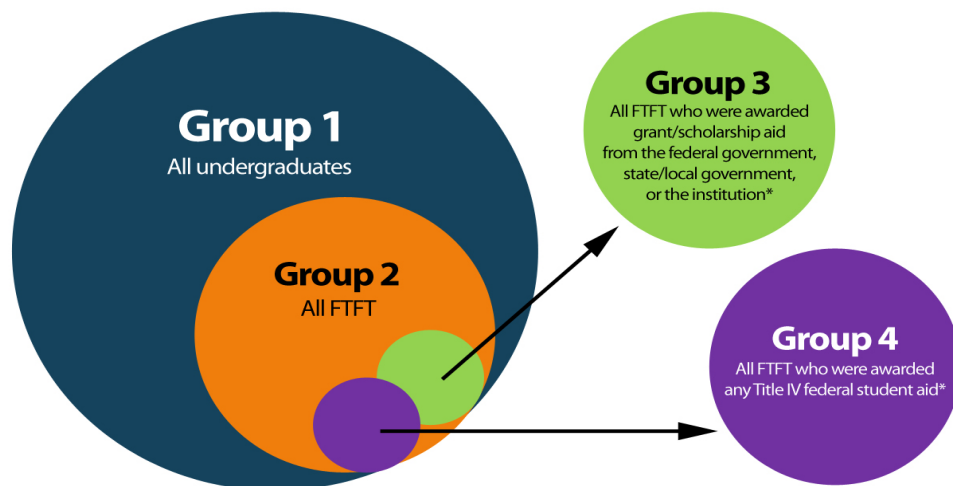 Group 1
All undergraduates
Group 2
All FTFT
Group 3
All FTFT who were awarded
grant/scholarship aid
from the federal government,
state/local government,
or the institution*
Group 4
All FTFT who were awarded
any Title IV federal student aid*